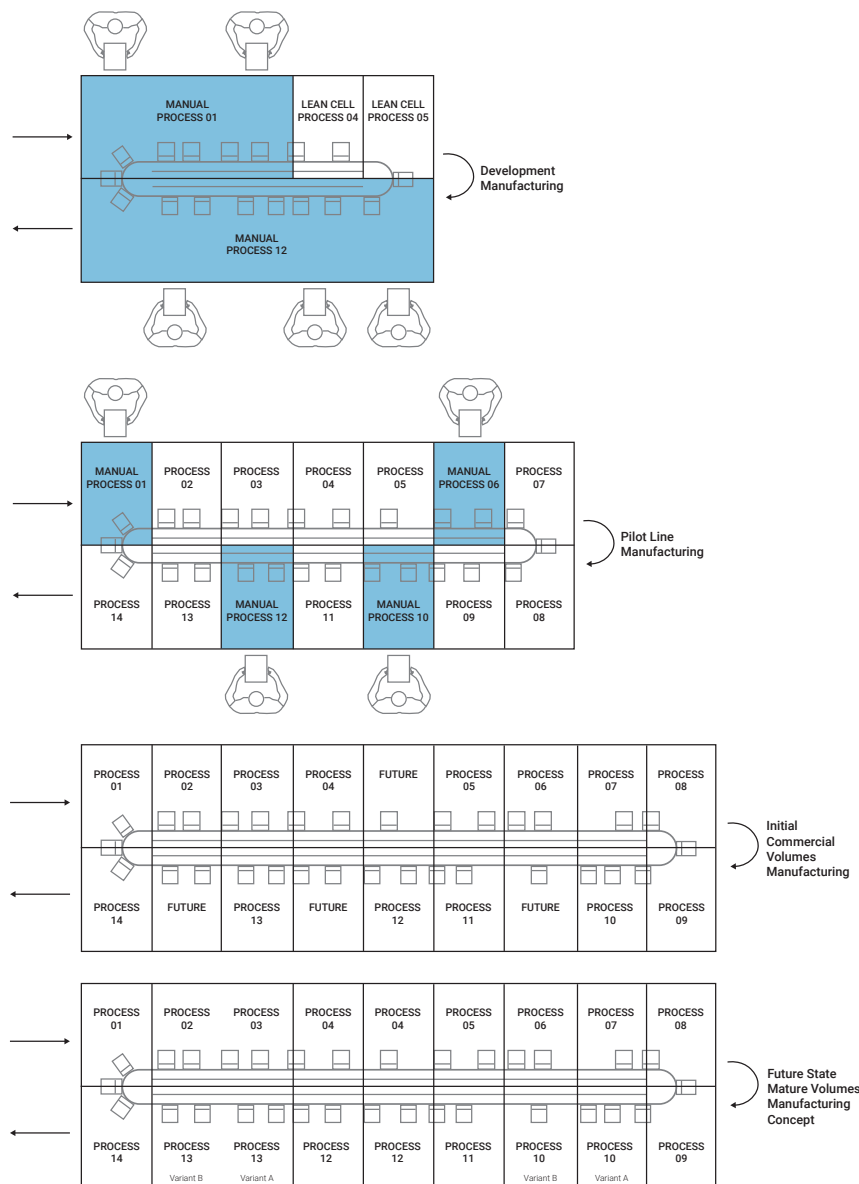 MANUAL
PROCESS 01
LEAN CELL
PROCESS 04
LEAN CELL
PROCESS 05
Development
Manufacturing
MANUAL
PROCESS 12
MANUAL
PROCESS 01
PROCESS
02
PROCESS
03
PROCESS
04
PROCESS
05
MANUAL
PROCESS 06
PROCESS
07
Pilot Line
Manufacturing
PROCESS
14
PROCESS
13
MANUAL
PROCESS 12
PROCESS
11
MANUAL
PROCESS 10
PROCESS
09
PROCESS
08
PROCESS
01
PROCESS
02
PROCESS
03
PROCESS
04
FUTURE
PROCESS
05
PROCESS
06
PROCESS
07
PROCESS
08
Initial
Commercial
Volumes
Manufacturing
PROCESS
14
FUTURE
PROCESS
13
FUTURE
PROCESS
12
PROCESS
11
FUTURE
PROCESS
10
PROCESS
09
PROCESS
01
PROCESS
02
PROCESS
03
PROCESS
04
PROCESS
04
PROCESS
05
PROCESS
06
PROCESS
07
PROCESS
08
Future State
Mature Volumes
Manufacturing
Concept
PROCESS
14
PROCESS
13
Variant B
PROCESS
13
Variant A
PROCESS
12
PROCESS
12
PROCESS
11
PROCESS
10
Variant B
PROCESS
10
Variant A
PROCESS
09